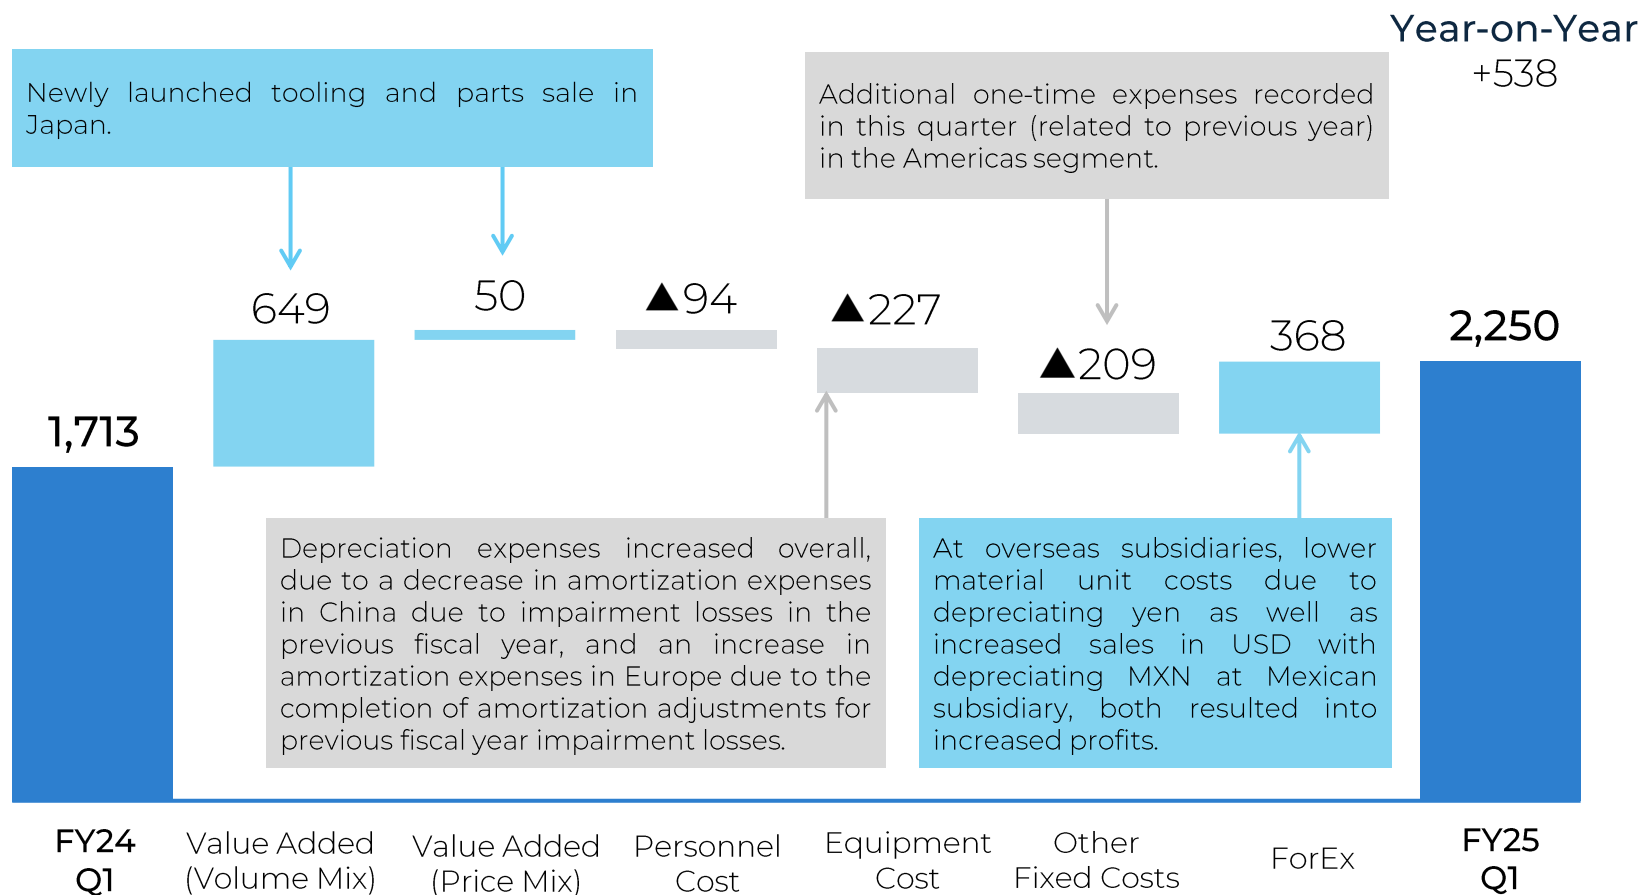 Year-on-Year
+538
Newly launched tooling and parts sale in
Japan.
Additional one-time expenses recorded
in this quarter (related to previous year)
in the Americas segment.
1,713
649
50
▲94
▲227
▲209
368
2,250
Depreciation expenses increased overall,
due to a decrease in amortization expenses
in China due to impairment losses in the
previous fiscal year, and an increase in
amortization expenses in Europe due to the
completion of amortization adjustments for
previous fiscal year impairment losses.
At overseas subsidiaries, lower
material unit costs due to
depreciating yen as well as
increased sales in USD with
depreciating MXN at Mexican
subsidiary, both resulted into
increased profits.
FY24
Q1
Value Added
(Volume Mix)
Value Added
(Price Mix)
Personnel
Cost
Equipment
Cost
Other
Fixed Costs
ForEx
FY25
Q1